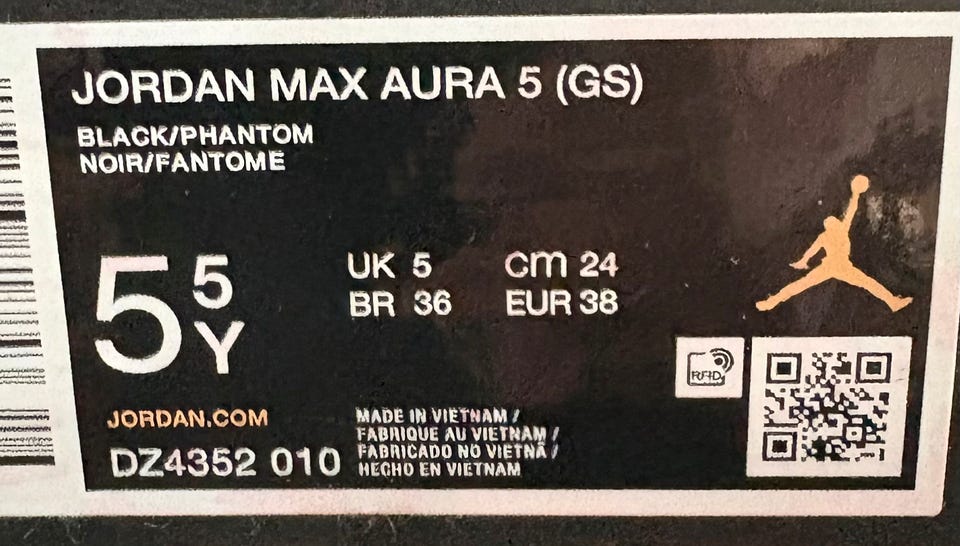 JORDAN MAX AURA 5 (GS)
BLACK/PHANTOM
NOIR/FANTOME
5 5 Y
UK 5 cm 24
BR 36 EUR 38
RFID
JORDAN.COM
DZ4352 010
MADE IN VIETNAM /
FABRIQUE AU VIETNAM /
FABRICADO NO VIETNÃ /
HECHO EN VIETNAM